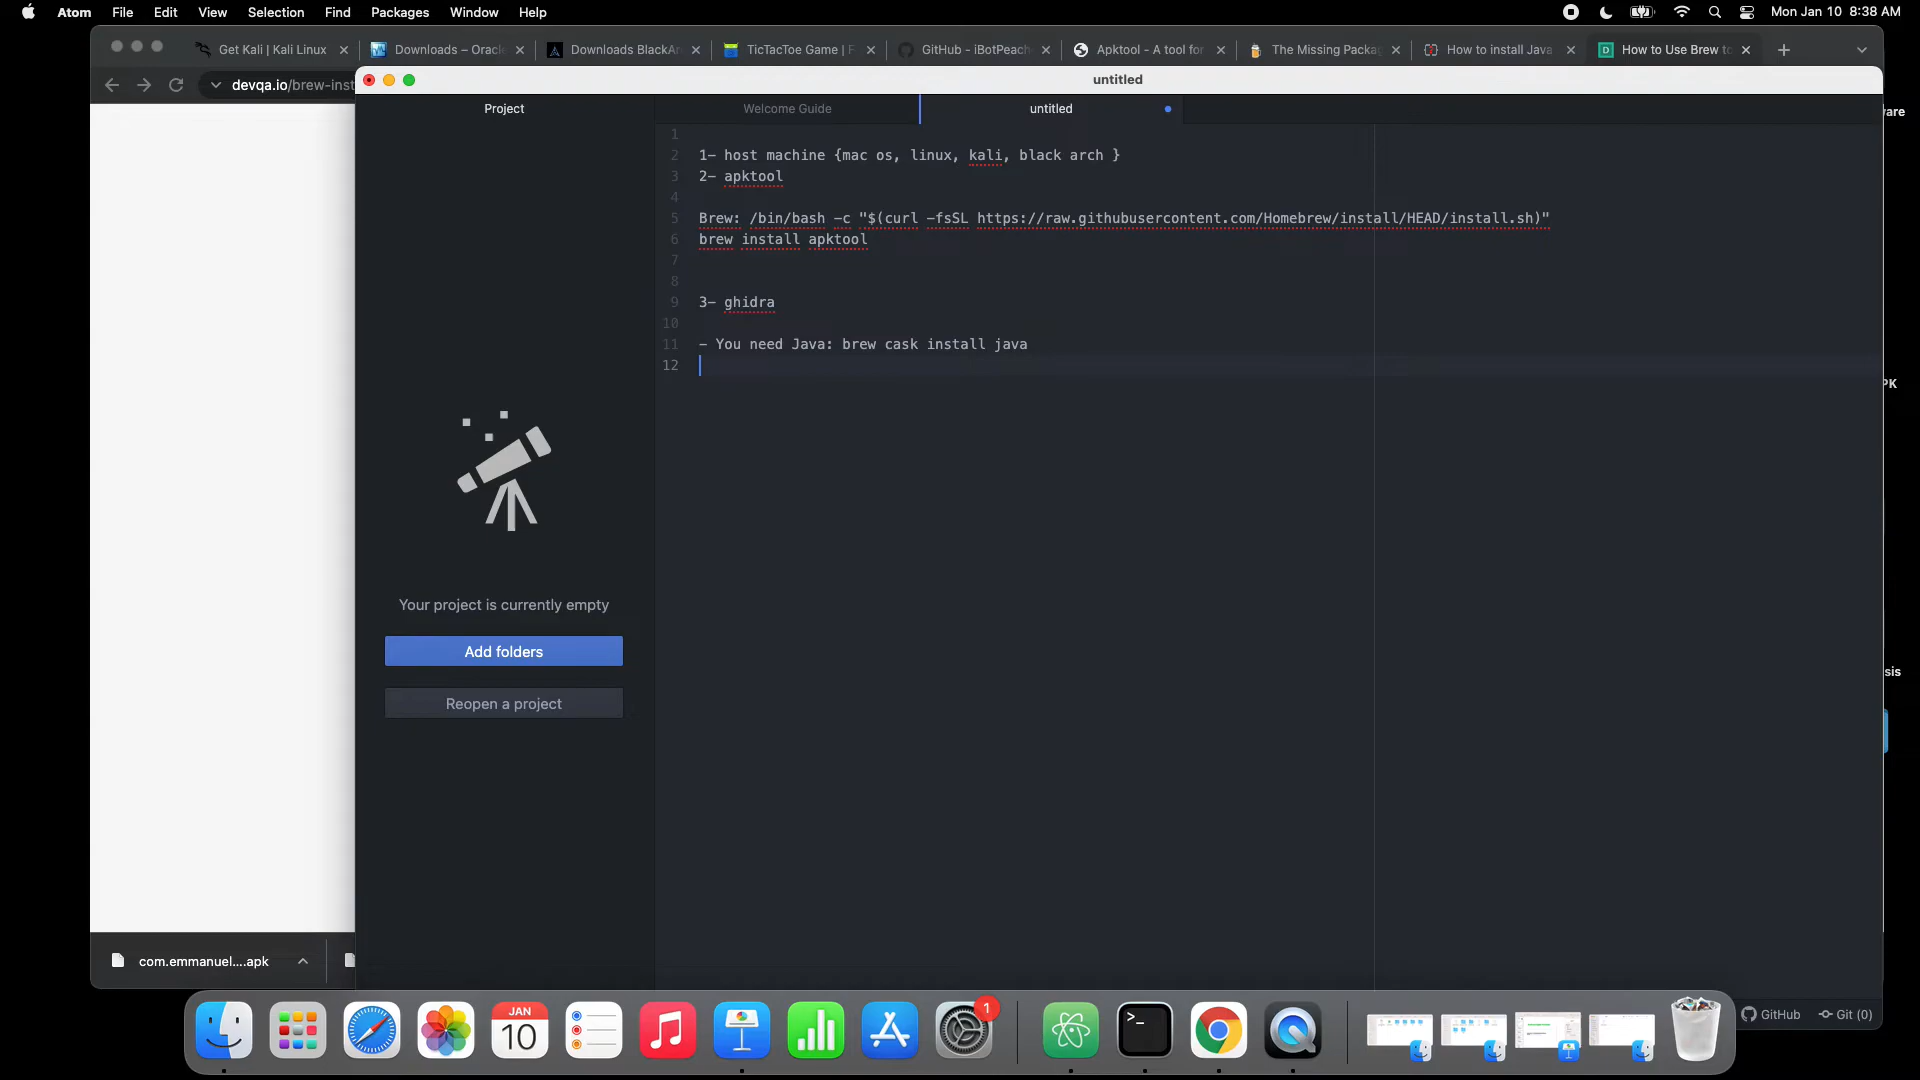 Atom File Edit View Selection Find Packages Window Help Mon Jan 10 8:38 AM
Get Kali | Kali Linux Downloads – Oracle Downloads BlackAr TicTacToe Game | F GitHub - iBotPeach Apktool - A tool for The Missing Packa How to install Java How to Use Brew to
devqa.io/brew-inst
untitled
Project Welcome Guide untitled
are
1
2 1– host machine {mac os, linux, kali, black arch }
3 2– apktool
4
5 Brew: /bin/bash –c "$(curl –fsSL https://raw.githubusercontent.com/Homebrew/install/HEAD/install.sh)"
6 brew install apktool
7
8
9 3– ghidra
10
11 – You need Java: brew cask install java
12
PK
Your project is currently empty
Add folders
sis
Reopen a project
com.emmanuel....apk
JAN
10
1
>_
GitHub Git (0)